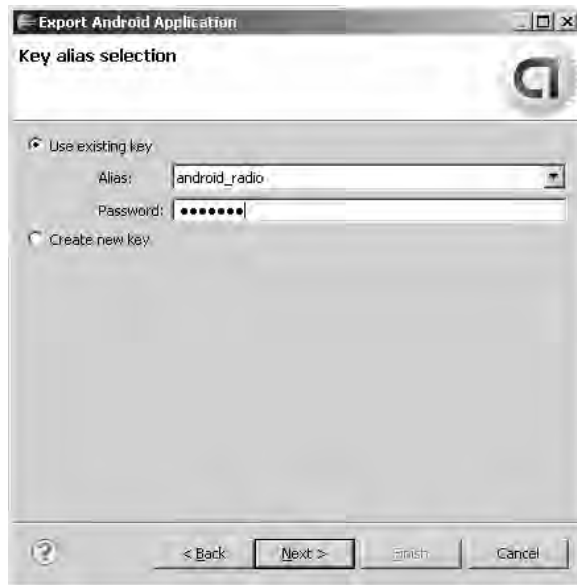 Export Android Application
Key alias selection
Use existing key
Alias: android_radio
Password: ●●●●●●●
Create new key
? < Back Next > Finish Cancel